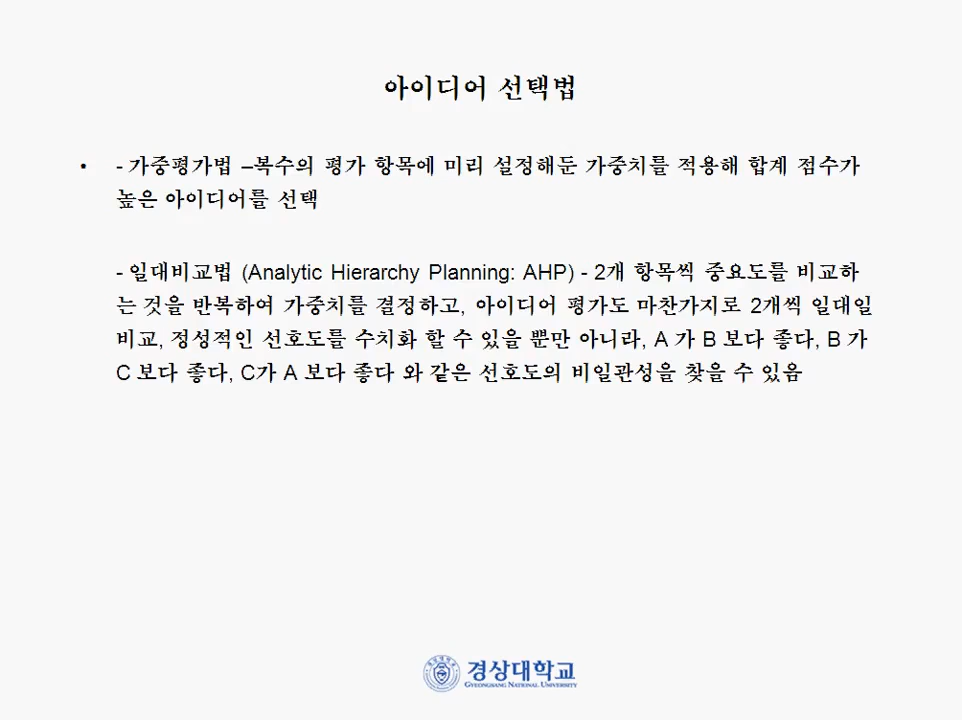 아이디어 선택법
• - 가중평가법 –복수의 평가 항목에 미리 설정해둔 가중치를 적용해 합계 점수가
높은 아이디어를 선택
- 일대비교법 (Analytic Hierarchy Planning: AHP) - 2개 항목씩 중요도를 비교하
는 것을 반복하여 가중치를 결정하고, 아이디어 평가도 마찬가지로 2개씩 일대일
비교, 정성적인 선호도를 수치화 할 수 있을 뿐만 아니라, A 가 B 보다 좋다, B 가
C 보다 좋다, C가 A 보다 좋다 와 같은 선호도의 비일관성을 찾을 수 있음
경상대학교
GYEONGSANG NATIONAL UNIVERSITY